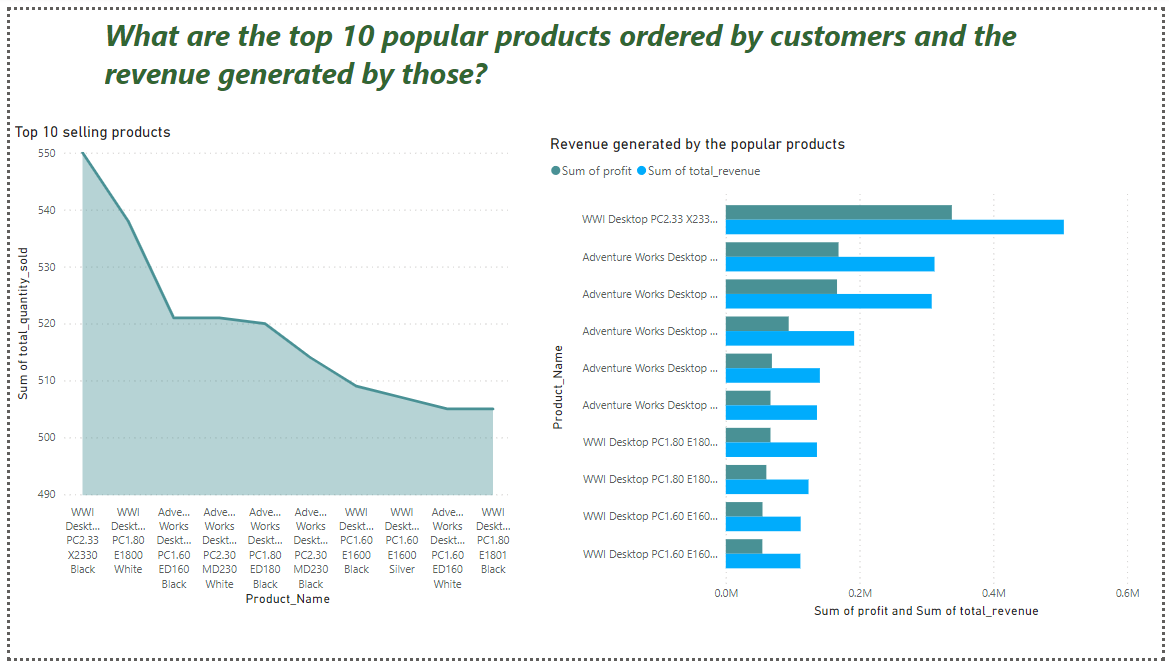 What are the top 10 popular products ordered by customers and the
revenue generated by those?
Top 10 selling products
550
540
530
520
510
500
490
Sum of total_quantity_sold
WWI
Deskt...
PC2.33
X2330
Black
WWI
Deskt...
PC1.80
E1800
White
Adve...
Works
Deskt...
PC1.60
ED160
Black
Adve...
Works
Deskt...
PC2.30
MD230
White
Adve...
Works
Deskt...
PC1.80
ED180
Black
Adve...
Works
Deskt...
PC2.30
MD230
Black
WWI
Deskt...
PC1.60
E1600
Black
WWI
Deskt...
PC1.60
E1600
Silver
Adve...
Works
Deskt...
PC1.60
ED160
White
WWI
Deskt...
PC1.80
E1801
Black
Product_Name
Revenue generated by the popular products
Sum of profit Sum of total_revenue
Product_Name
WWI Desktop PC2.33 X233...
Adventure Works Desktop ...
Adventure Works Desktop ...
Adventure Works Desktop ...
Adventure Works Desktop ...
Adventure Works Desktop ...
WWI Desktop PC1.80 E180...
WWI Desktop PC1.80 E180...
WWI Desktop PC1.60 E160...
WWI Desktop PC1.60 E160...
0.0M 0.2M 0.4M 0.6M
Sum of profit and Sum of total_revenue